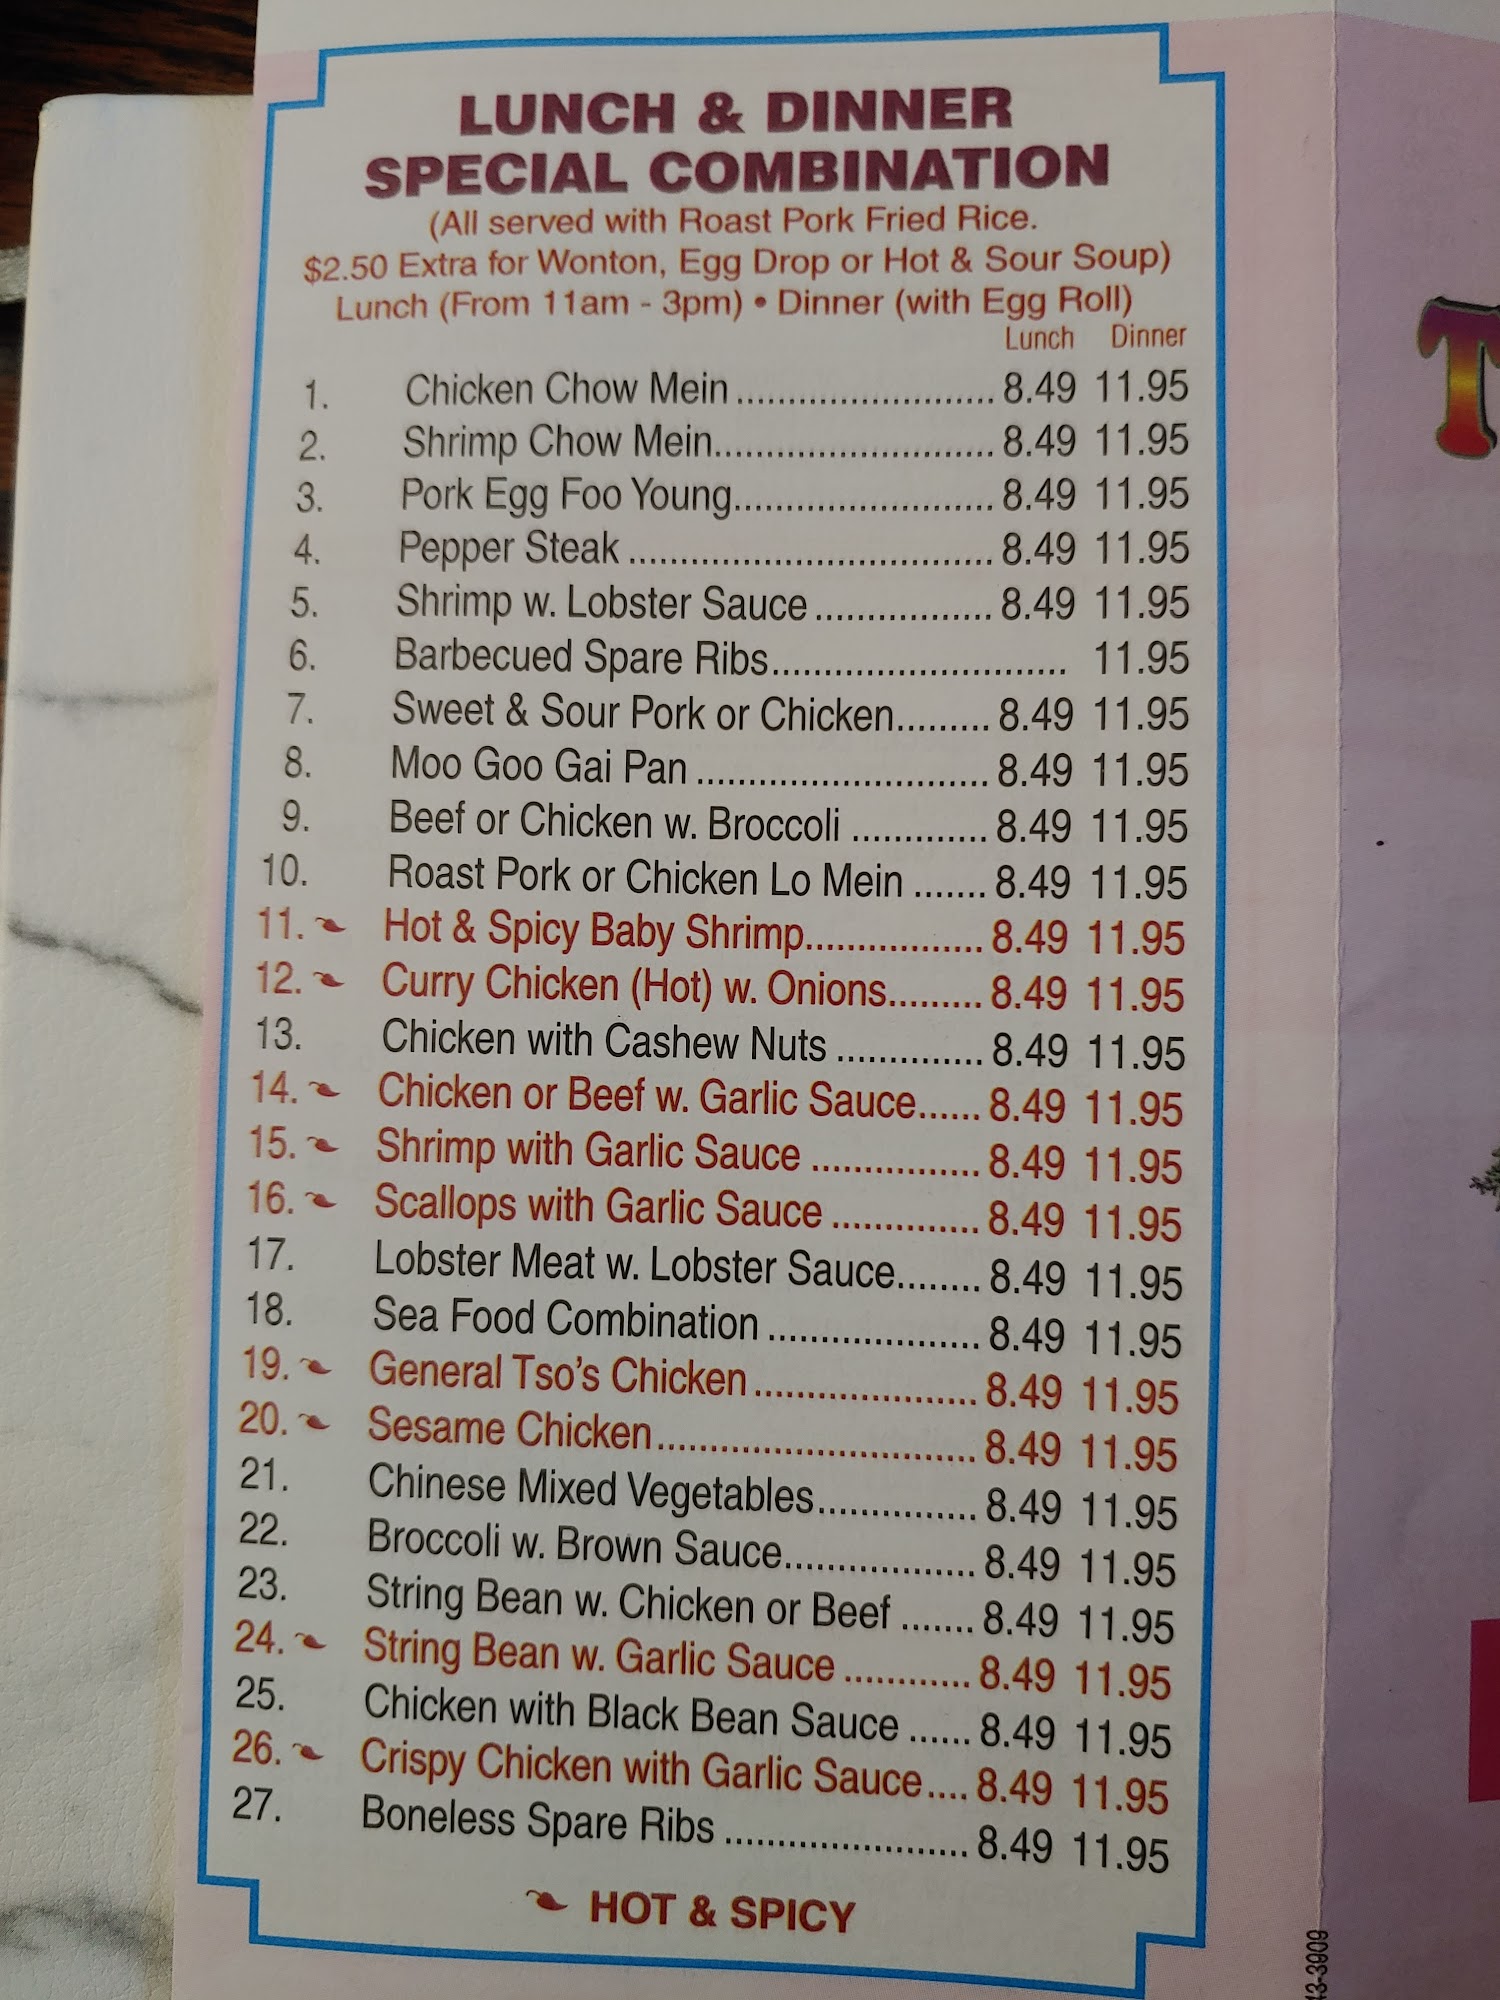 LUNCH & DINNER
SPECIAL COMBINATION
(All served with Roast Pork Fried Rice.
$2.50 Extra for Wonton, Egg Drop or Hot & Sour Soup)
Lunch (From 11am - 3pm) • Dinner (with Egg Roll)
Lunch Dinner
1. Chicken Chow Mein ......................... 8.49 11.95
2. Shrimp Chow Mein........................... 8.49 11.95
3. Pork Egg Foo Young......................... 8.49 11.95
4. Pepper Steak ................................... 8.49 11.95
5. Shrimp w. Lobster Sauce ................. 8.49 11.95
6. Barbecued Spare Ribs............................ 11.95
7. Sweet & Sour Pork or Chicken......... 8.49 11.95
8. Moo Goo Gai Pan ............................ 8.49 11.95
9. Beef or Chicken w. Broccoli ............. 8.49 11.95
10. Roast Pork or Chicken Lo Mein ....... 8.49 11.95
11. Hot & Spicy Baby Shrimp................. 8.49 11.95
12. Curry Chicken (Hot) w. Onions......... 8.49 11.95
13. Chicken with Cashew Nuts .............. 8.49 11.95
14. Chicken or Beef w. Garlic Sauce...... 8.49 11.95
15. Shrimp with Garlic Sauce ................ 8.49 11.95
16. Scallops with Garlic Sauce .............. 8.49 11.95
17. Lobster Meat w. Lobster Sauce........ 8.49 11.95
18. Sea Food Combination .................... 8.49 11.95
19. General Tso's Chicken ..................... 8.49 11.95
20. Sesame Chicken.............................. 8.49 11.95
21. Chinese Mixed Vegetables............... 8.49 11.95
22. Broccoli w. Brown Sauce.................. 8.49 11.95
23. String Bean w. Chicken or Beef ....... 8.49 11.95
24. String Bean w. Garlic Sauce ............ 8.49 11.95
25. Chicken with Black Bean Sauce ...... 8.49 11.95
26. Crispy Chicken with Garlic Sauce.... 8.49 11.95
27. Boneless Spare Ribs ....................... 8.49 11.95
HOT & SPICY
T
3-3909